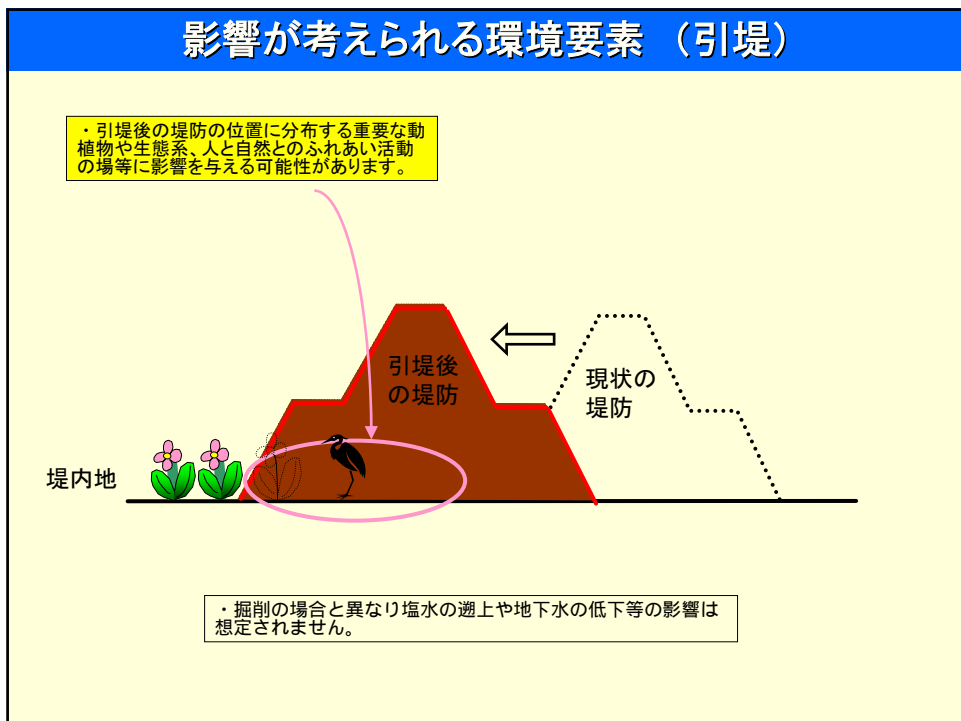 影響が考えられる環境要素 （引堤）
・引堤後の堤防の位置に分布する重要な動
植物や生態系、人と自然とのふれあい活動
の場等に影響を与える可能性があります。
引堤後
の堤防
現状の
堤防
堤内地
・掘削の場合と異なり塩水の遡上や地下水の低下等の影響は
想定されません。